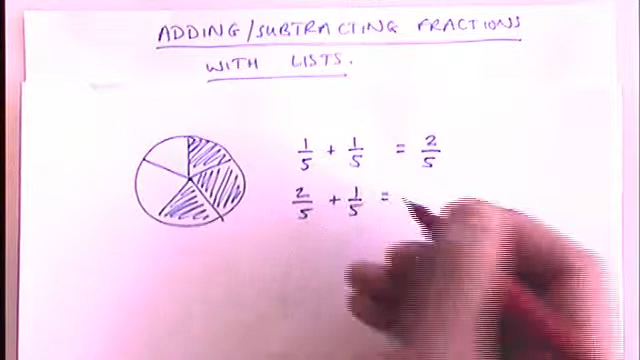 ADDING/SUBTRACTING FRACTIONS
WITH LISTS.
1/5 + 1/5 = 2/5
2/5 + 1/5 =